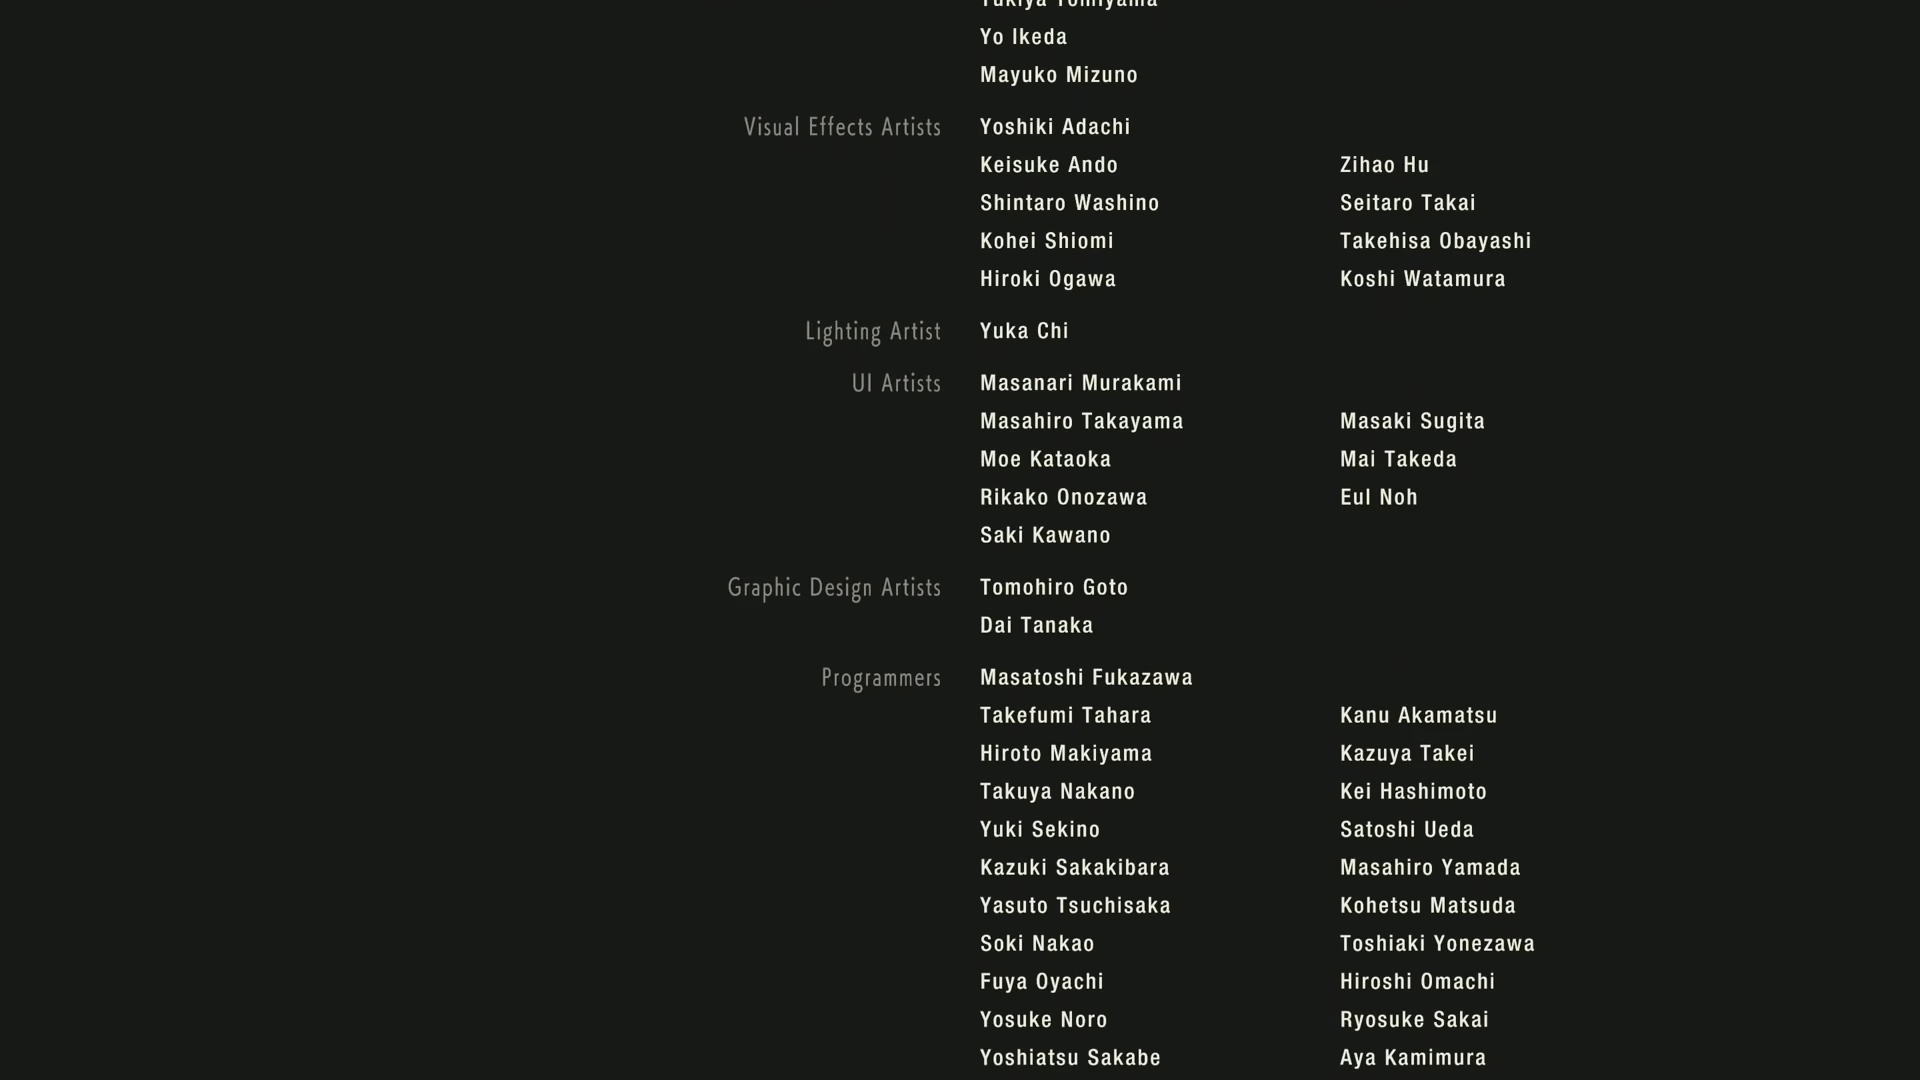 Yukiya Tomiyama
Yo Ikeda
Mayuko Mizuno
Visual Effects Artists Yoshiki Adachi
Keisuke Ando Zihao Hu
Shintaro Washino Seitaro Takai
Kohei Shiomi Takehisa Obayashi
Hiroki Ogawa Koshi Watamura
Lighting Artist Yuka Chi
UI Artists Masanari Murakami
Masahiro Takayama Masaki Sugita
Moe Kataoka Mai Takeda
Rikako Onozawa Eul Noh
Saki Kawano
Graphic Design Artists Tomohiro Goto
Dai Tanaka
Programmers Masatoshi Fukazawa
Takefumi Tahara Kanu Akamatsu
Hiroto Makiyama Kazuya Takei
Takuya Nakano Kei Hashimoto
Yuki Sekino Satoshi Ueda
Kazuki Sakakibara Masahiro Yamada
Yasuto Tsuchisaka Kohetsu Matsuda
Soki Nakao Toshiaki Yonezawa
Fuya Oyachi Hiroshi Omachi
Yosuke Noro Ryosuke Sakai
Yoshiatsu Sakabe Aya Kamimura